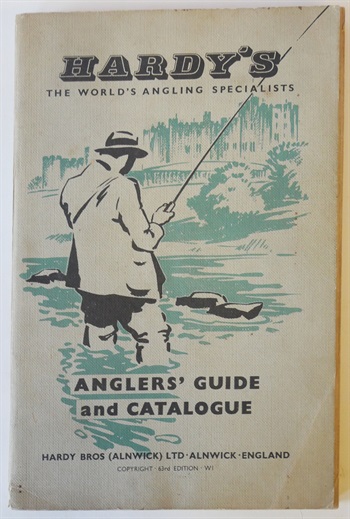 HARDY'S
THE WORLD'S ANGLING SPECIALISTS
ANGLERS' GUIDE
and CATALOGUE
HARDY BROS (ALNWICK) LTD · ALNWICK · ENGLAND
COPYRIGHT · 63rd EDITION · W1